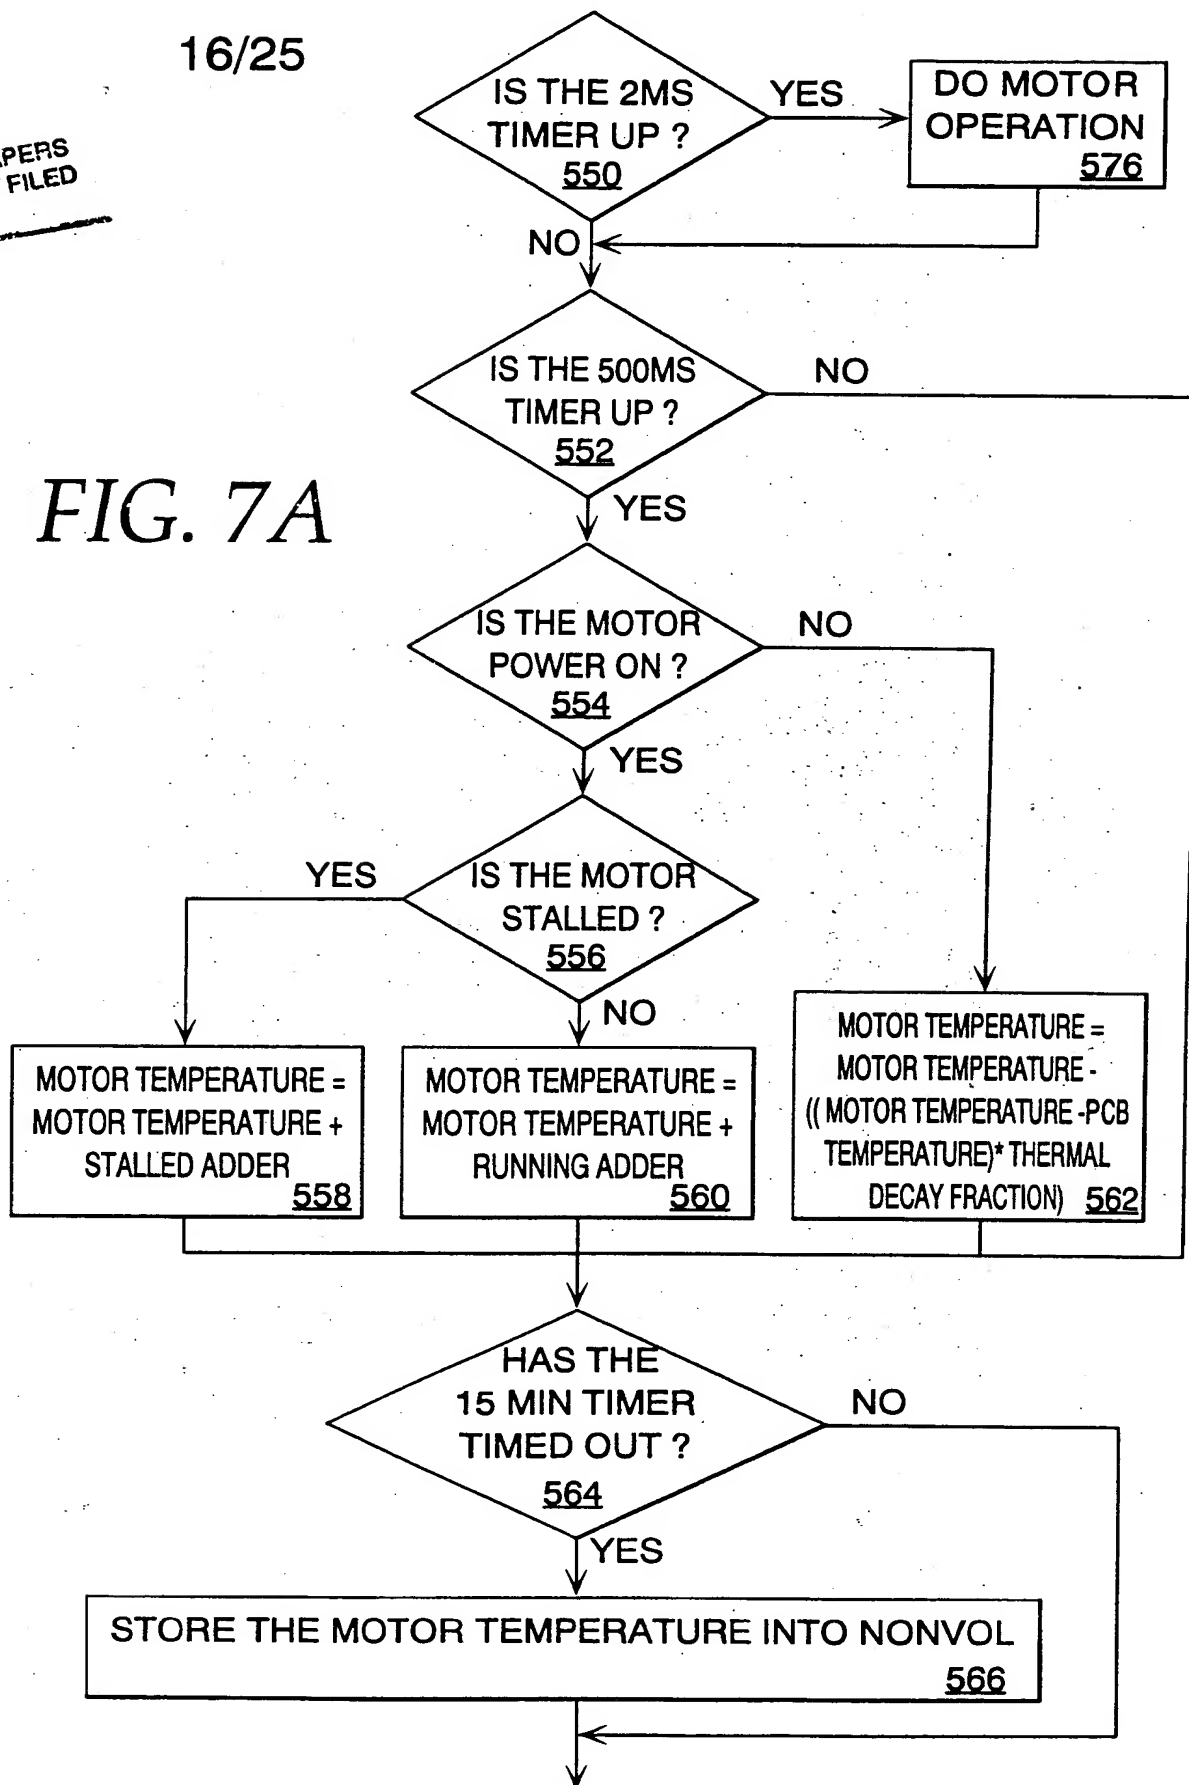 16/25
FILED
IS THE 2MS
TIMER UP ?
550
YES
DO MOTOR
OPERATION
576
NO
IS THE 500MS
TIMER UP ?
552
NO
YES
FIG. 7A
IS THE MOTOR
POWER ON ?
554
NO
YES
IS THE MOTOR
STALLED ?
556
YES
NO
MOTOR TEMPERATURE =
MOTOR TEMPERATURE +
STALLED ADDER
558
MOTOR TEMPERATURE =
MOTOR TEMPERATURE +
RUNNING ADDER
560
MOTOR TEMPERATURE =
MOTOR TEMPERATURE -
(( MOTOR TEMPERATURE -PCB
TEMPERATURE)* THERMAL
DECAY FRACTION) 562
HAS THE
15 MIN TIMER
TIMED OUT ?
564
NO
YES
STORE THE MOTOR TEMPERATURE INTO NONVOL
566